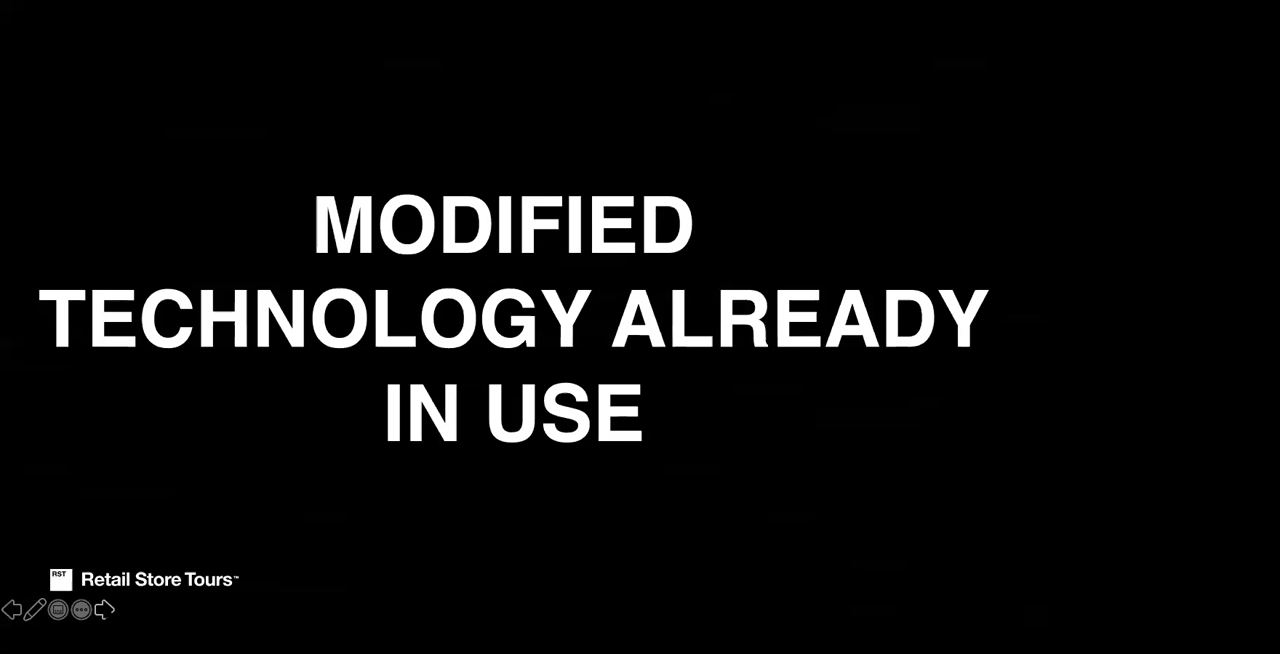 MODIFIED
TECHNOLOGY ALREADY
IN USE
RST
Retail Store Tours™